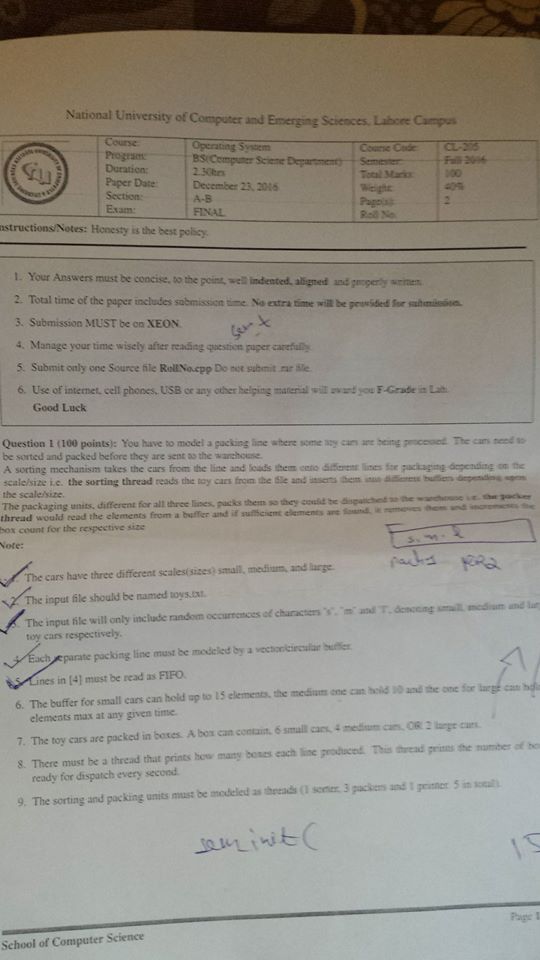 National University of Computer and Emerging Sciences, Lahore Campus
Course: Operating System Course Code: CL-205
Program: BS(Computer Sciene Department) Semester: Fall 2016
Duration: 2.30hrs Total Marks: 100
Paper Date: December 23, 2016 Weight: 40%
Section: A-B Page(s): 2
Exam: FINAL Roll No.
nstructions/Notes: Honesty is the best policy.
1. Your Answers must be concise, to the point, well indented, aligned and properly written.
2. Total time of the paper includes submission time. No extra time will be provided for submission.
3. Submission MUST be on XEON.
4. Manage your time wisely after reading question paper carefully.
5. Submit only one Source file RollNo.cpp Do not submit .rar file.
6. Use of internet, cell phones, USB or any other helping material will award you F-Grade in Lab.
Good Luck
Question 1 (100 points): You have to model a packing line where some toy cars are being processed. The cars need to
be sorted and packed before they are sent to the warehouse.
A sorting mechanism takes the cars from the line and loads them onto different lines for packaging depending on the
scale/size i.e. the sorting thread reads the toy cars from the file and inserts them into different buffers depending upon
the scale/size.
The packaging units, different for all three lines, packs them so they could be dispatched to the warehouse i.e. the packer
thread would read the elements from a buffer and if sufficient elements are found, it removes them and increments the
box count for the respective size
s. m. l
Note:
1. The cars have three different scales(sizes) small, medium, and large.
2. The input file should be named toys.txt.
3. The input file will only include random occurrences of characters 's', 'm' and 'l', denoting small, medium and lar
toy cars respectively.
4. Each separate packing line must be modeled by a vector/circular buffer.
5. Lines in [4] must be read as FIFO.
6. The buffer for small cars can hold up to 15 elements, the medium one can hold 10 and the one for large can hol
elements max at any given time.
7. The toy cars are packed in boxes. A box can contain, 6 small cars, 4 medium cars, OR 2 large cars.
8. There must be a thread that prints how many boxes each line produced. This thread prints the number of bo
ready for dispatch every second.
9. The sorting and packing units must be modeled as threads (1 sorter, 3 packers and 1 printer. 5 in total).
sem init (
15
Page 1
School of Computer Science